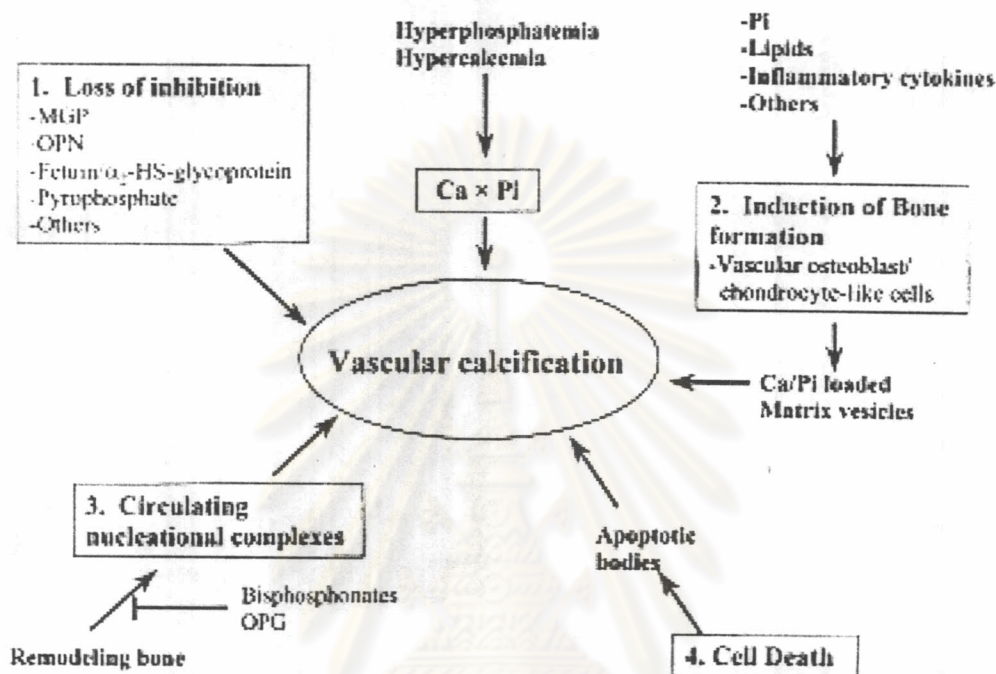 Hyperphosphatemia
Hypercalcemia
-Pi
-Lipids
-Inflammatory cytokines
-Others
1. Loss of inhibition
-MGP
-OPN
-Fetuin/α₂-HS-glycoprotein
-Pyrophosphate
-Others
Ca × Pi
2. Induction of Bone
formation
-Vascular osteoblast/
chondrocyte-like cells
Vascular calcification
Ca/Pi loaded
Matrix vesicles
3. Circulating
nucleational complexes
Apoptotic
bodies
Bisphosphonates
OPG
Remodeling bone
4. Cell Death